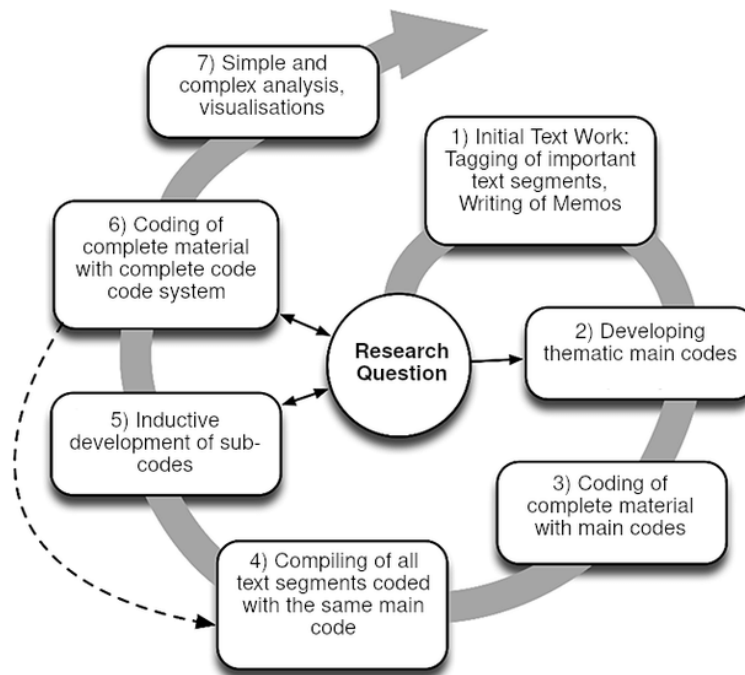 7) Simple and
complex analysis,
visualisations
1) Initial Text Work:
Tagging of important
text segments,
Writing of Memos
6) Coding of
complete material
with complete code
code system
Research
Question
2) Developing
thematic main codes
5) Inductive
development of sub-
codes
3) Coding of
complete material
with main codes
4) Compiling of all
text segments coded
with the same main
code